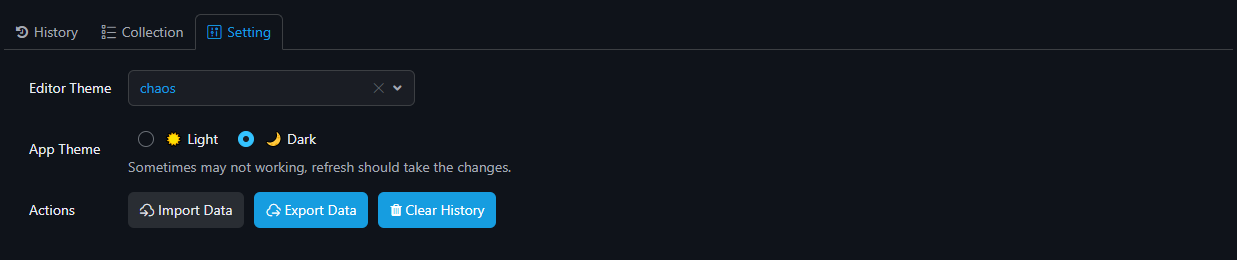 History Collection Setting
Editor Theme chaos
App Theme Light Dark
Sometimes may not working, refresh should take the changes.
Actions Import Data Export Data Clear History